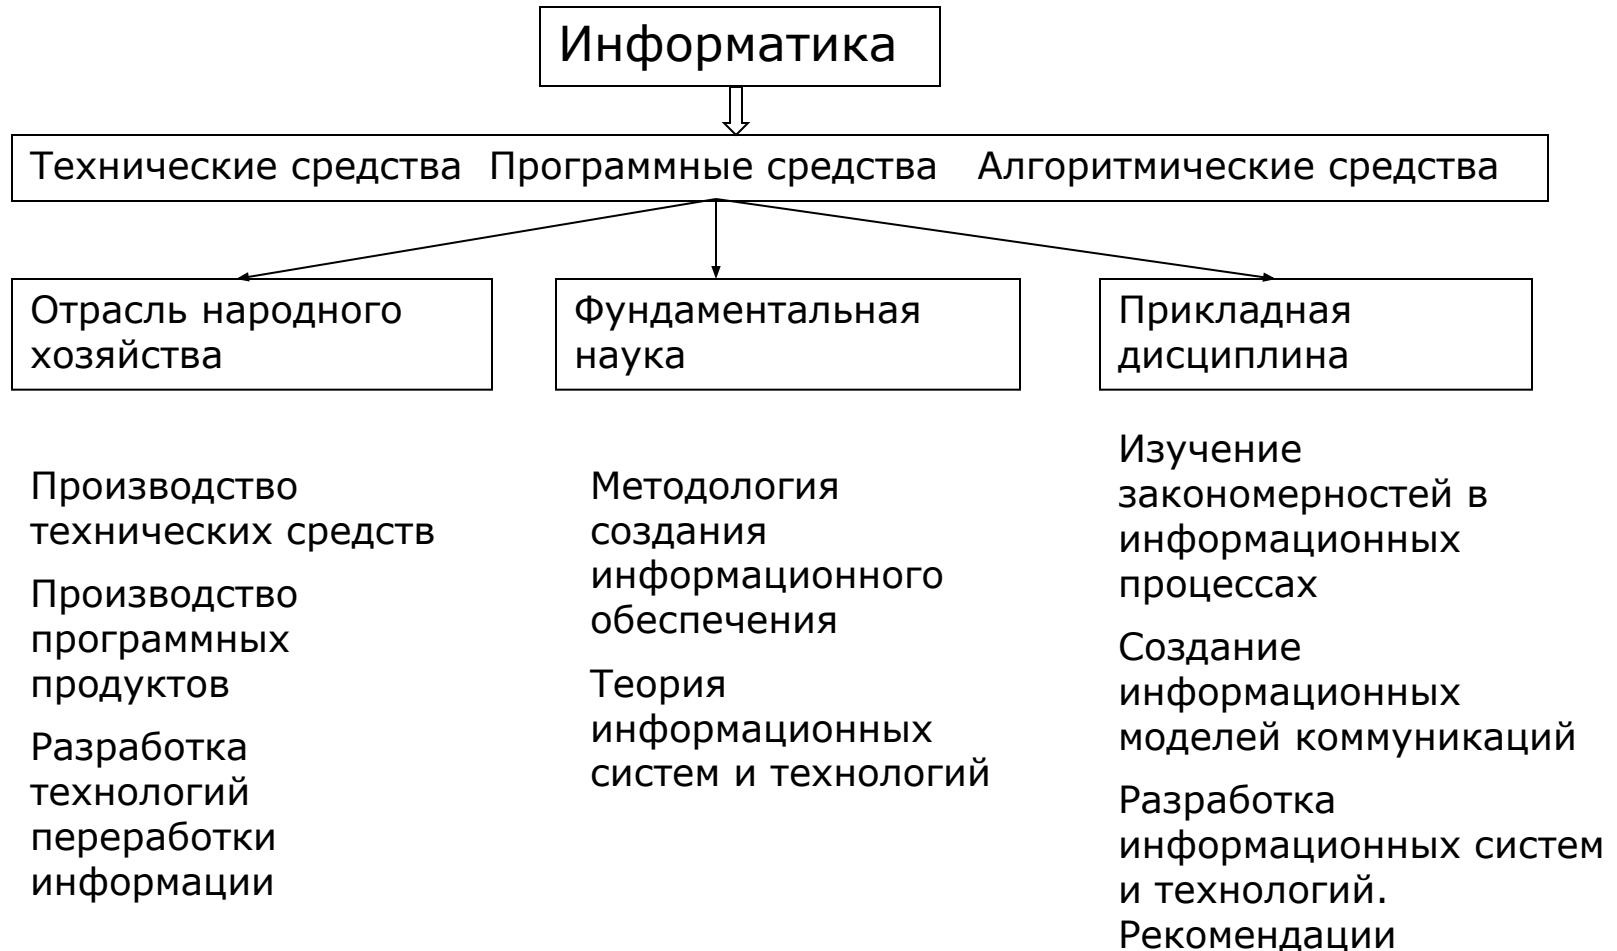 Информатика
Технические средства Программные средства Алгоритмические средства
Отрасль народного
хозяйства
Фундаментальная
наука
Прикладная
дисциплина
Производство
технических средств
Производство
программных
продуктов
Разработка
технологий
переработки
информации
Методология
создания
информационного
обеспечения
Теория
информационных
систем и технологий
Изучение
закономерностей в
информационных
процессах
Создание
информационных
моделей коммуникаций
Разработка
информационных систем
и технологий.
Рекомендации